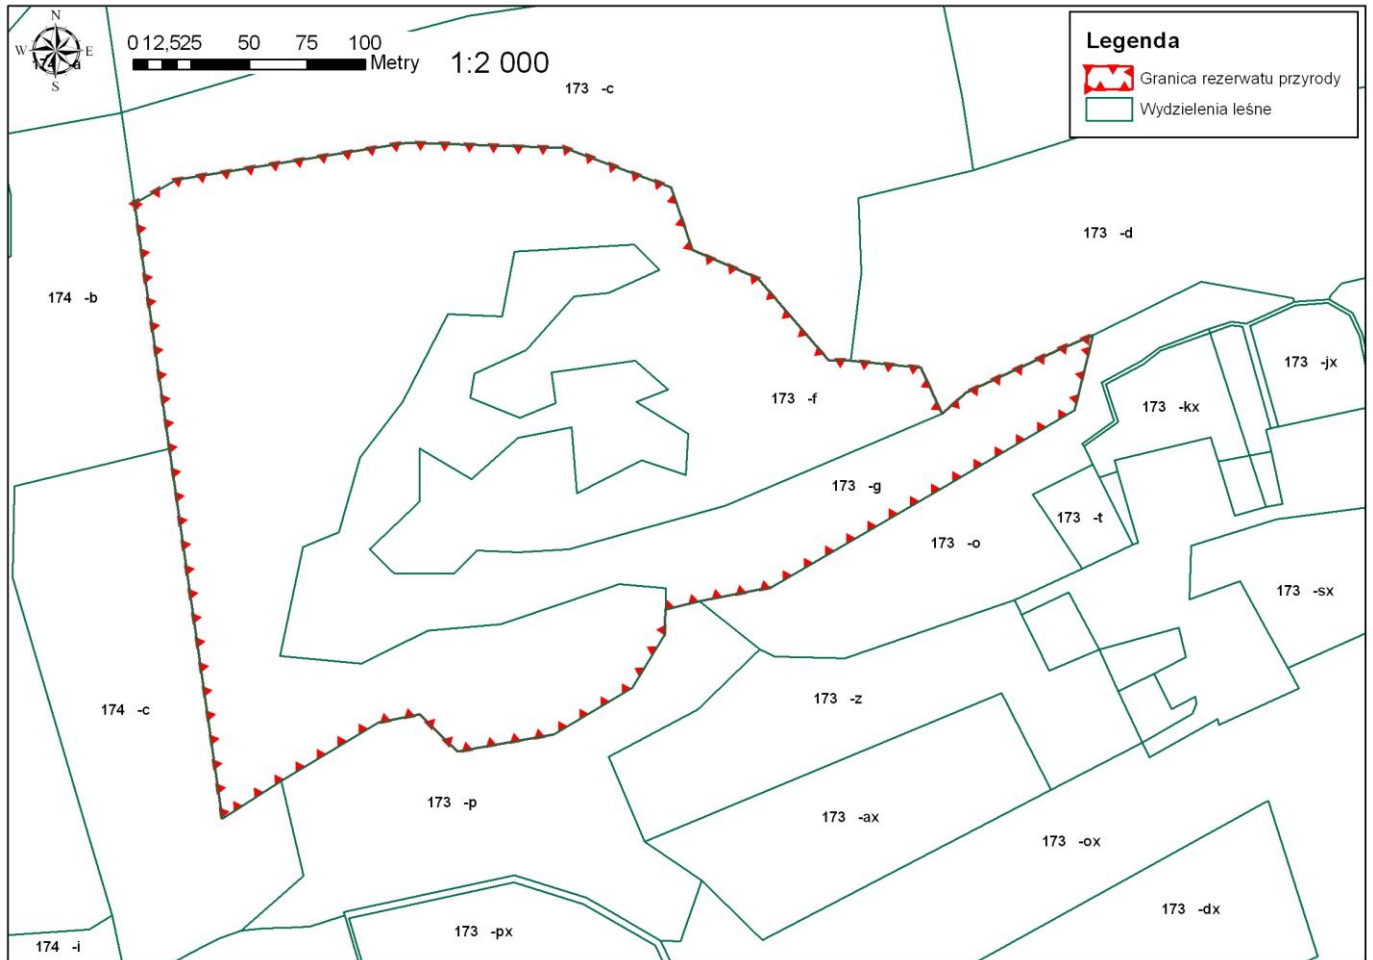 N
W E
S
174 -a
0 12,525 50 75 100
Metry
1:2 000
Legenda
Granica rezerwatu przyrody
Wydzielenia leśne
173 -c
173 -d
174 -b
173 -f
173 -jx
173 -kx
173 -g
173 -t
173 -o
173 -sx
174 -c
173 -z
173 -p
173 -ax
173 -ox
173 -dx
173 -px
174 -i